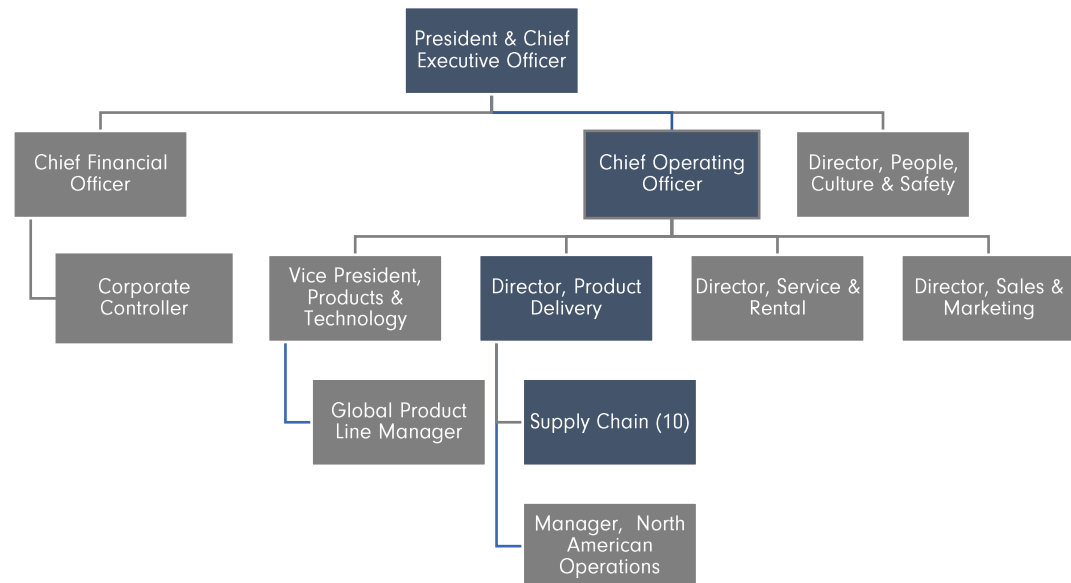 President & Chief
Executive Officer
Chief Financial
Officer
Chief Operating
Officer
Director, People,
Culture & Safety
Corporate
Controller
Vice President,
Products &
Technology
Director, Product
Delivery
Director, Service &
Rental
Director, Sales &
Marketing
Global Product
Line Manager
Supply Chain (10)
Manager,  North
American
Operations